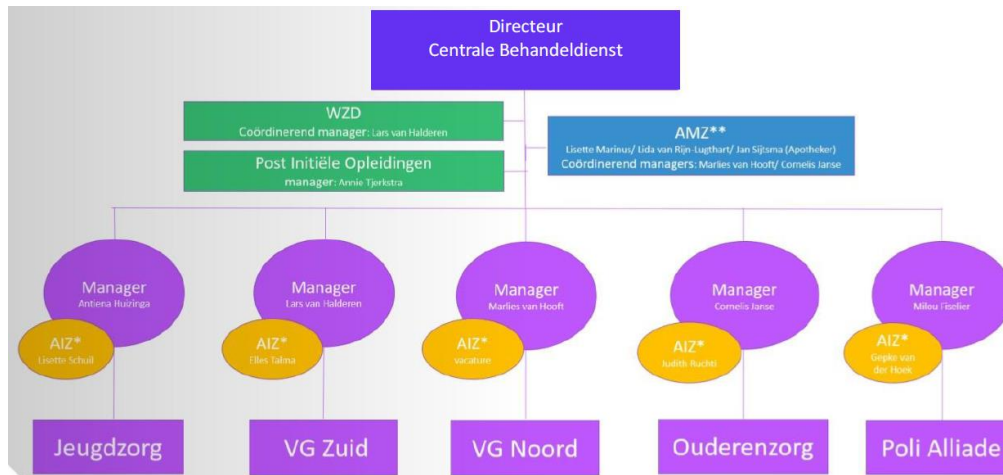 Directeur
Centrale Behandeldienst
WZD
Coördinerend manager: Lars van Halderen
AMZ**
Lisette Marinus/ Lida van Rijn-Lugthart/ Jan Sijtsma (Apotheker)
Coördinerend managers: Marlies van Hooft/ Cornelis Janse
Post Initiële Opleidingen
manager: Annie Tjerkstra
Manager
Antiena Huizinga
Manager
Lars van Halderen
Manager
Marlies van Hooft
Manager
Cornelis Janse
Manager
Milou Fiselier
AIZ*
Lisette Schuil
AIZ*
Elles Talma
AIZ*
vacature
AIZ*
Judith Ruchti
AIZ*
Gepke van
der Hoek
Jeugdzorg
VG Zuid
VG Noord
Ouderenzorg
Poli Alliade